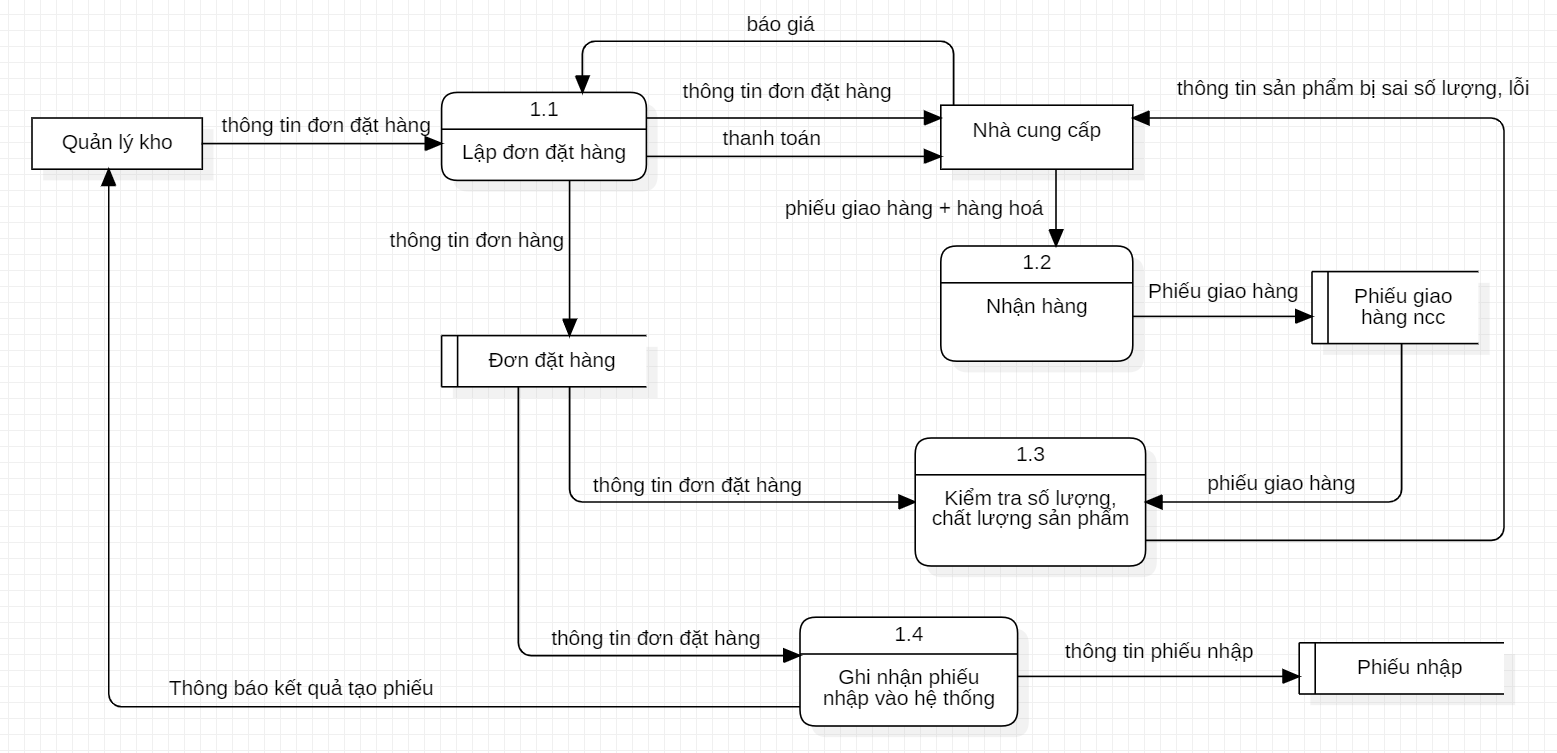 báo giá
thông tin sản phẩm bị sai số lượng, lỗi
thông tin đơn đặt hàng
1.1
thông tin đơn đặt hàng
Quản lý kho
Lập đơn đặt hàng
thanh toán
Nhà cung cấp
phiếu giao hàng + hàng hoá
thông tin đơn hàng
1.2
Nhận hàng
Phiếu giao hàng
Phiếu giao
hàng ncc
Đơn đặt hàng
1.3
thông tin đơn đặt hàng
Kiểm tra số lượng,
chất lượng sản phẩm
phiếu giao hàng
1.4
thông tin đơn đặt hàng
Ghi nhận phiếu
nhập vào hệ thống
thông tin phiếu nhập
Phiếu nhập
Thông báo kết quả tạo phiếu